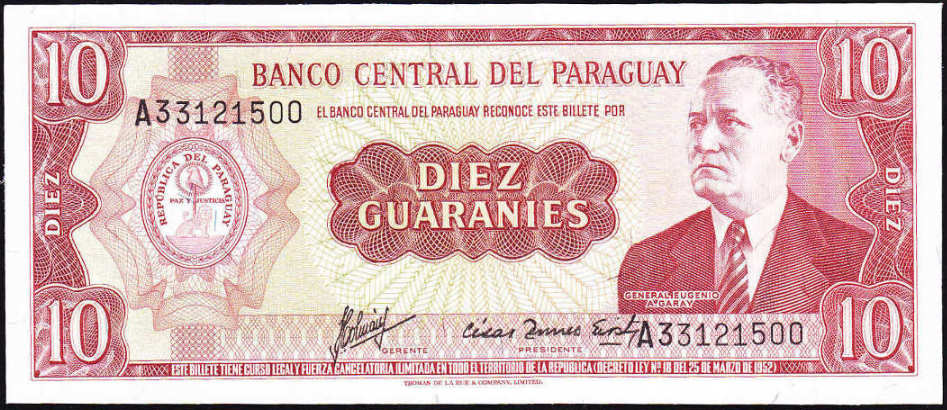 10
10
BANCO CENTRAL DEL PARAGUAY
A33121500
EL BANCO CENTRAL DEL PARAGUAY RECONOCE ESTE BILLETE POR
REPÚBLICA DEL PARAGUAY
PAZ Y JUSTICIA
DIEZ
DIEZ
GUARANIES
DIEZ
GENERAL EUGENIO
A. GARAY
10
10
César
A33121500
GERENTE
PRESIDENTE
ESTE BILLETE TIENE CURSO LEGAL Y FUERZA CANCELATORIA ILIMITADA EN TODO EL TERRITORIO DE LA REPUBLICA (DECRETO LEY Nº 18 DEL 25 DE MARZO DE 1952)
THOMAS DE LA RUE & COMPANY, LIMITED.